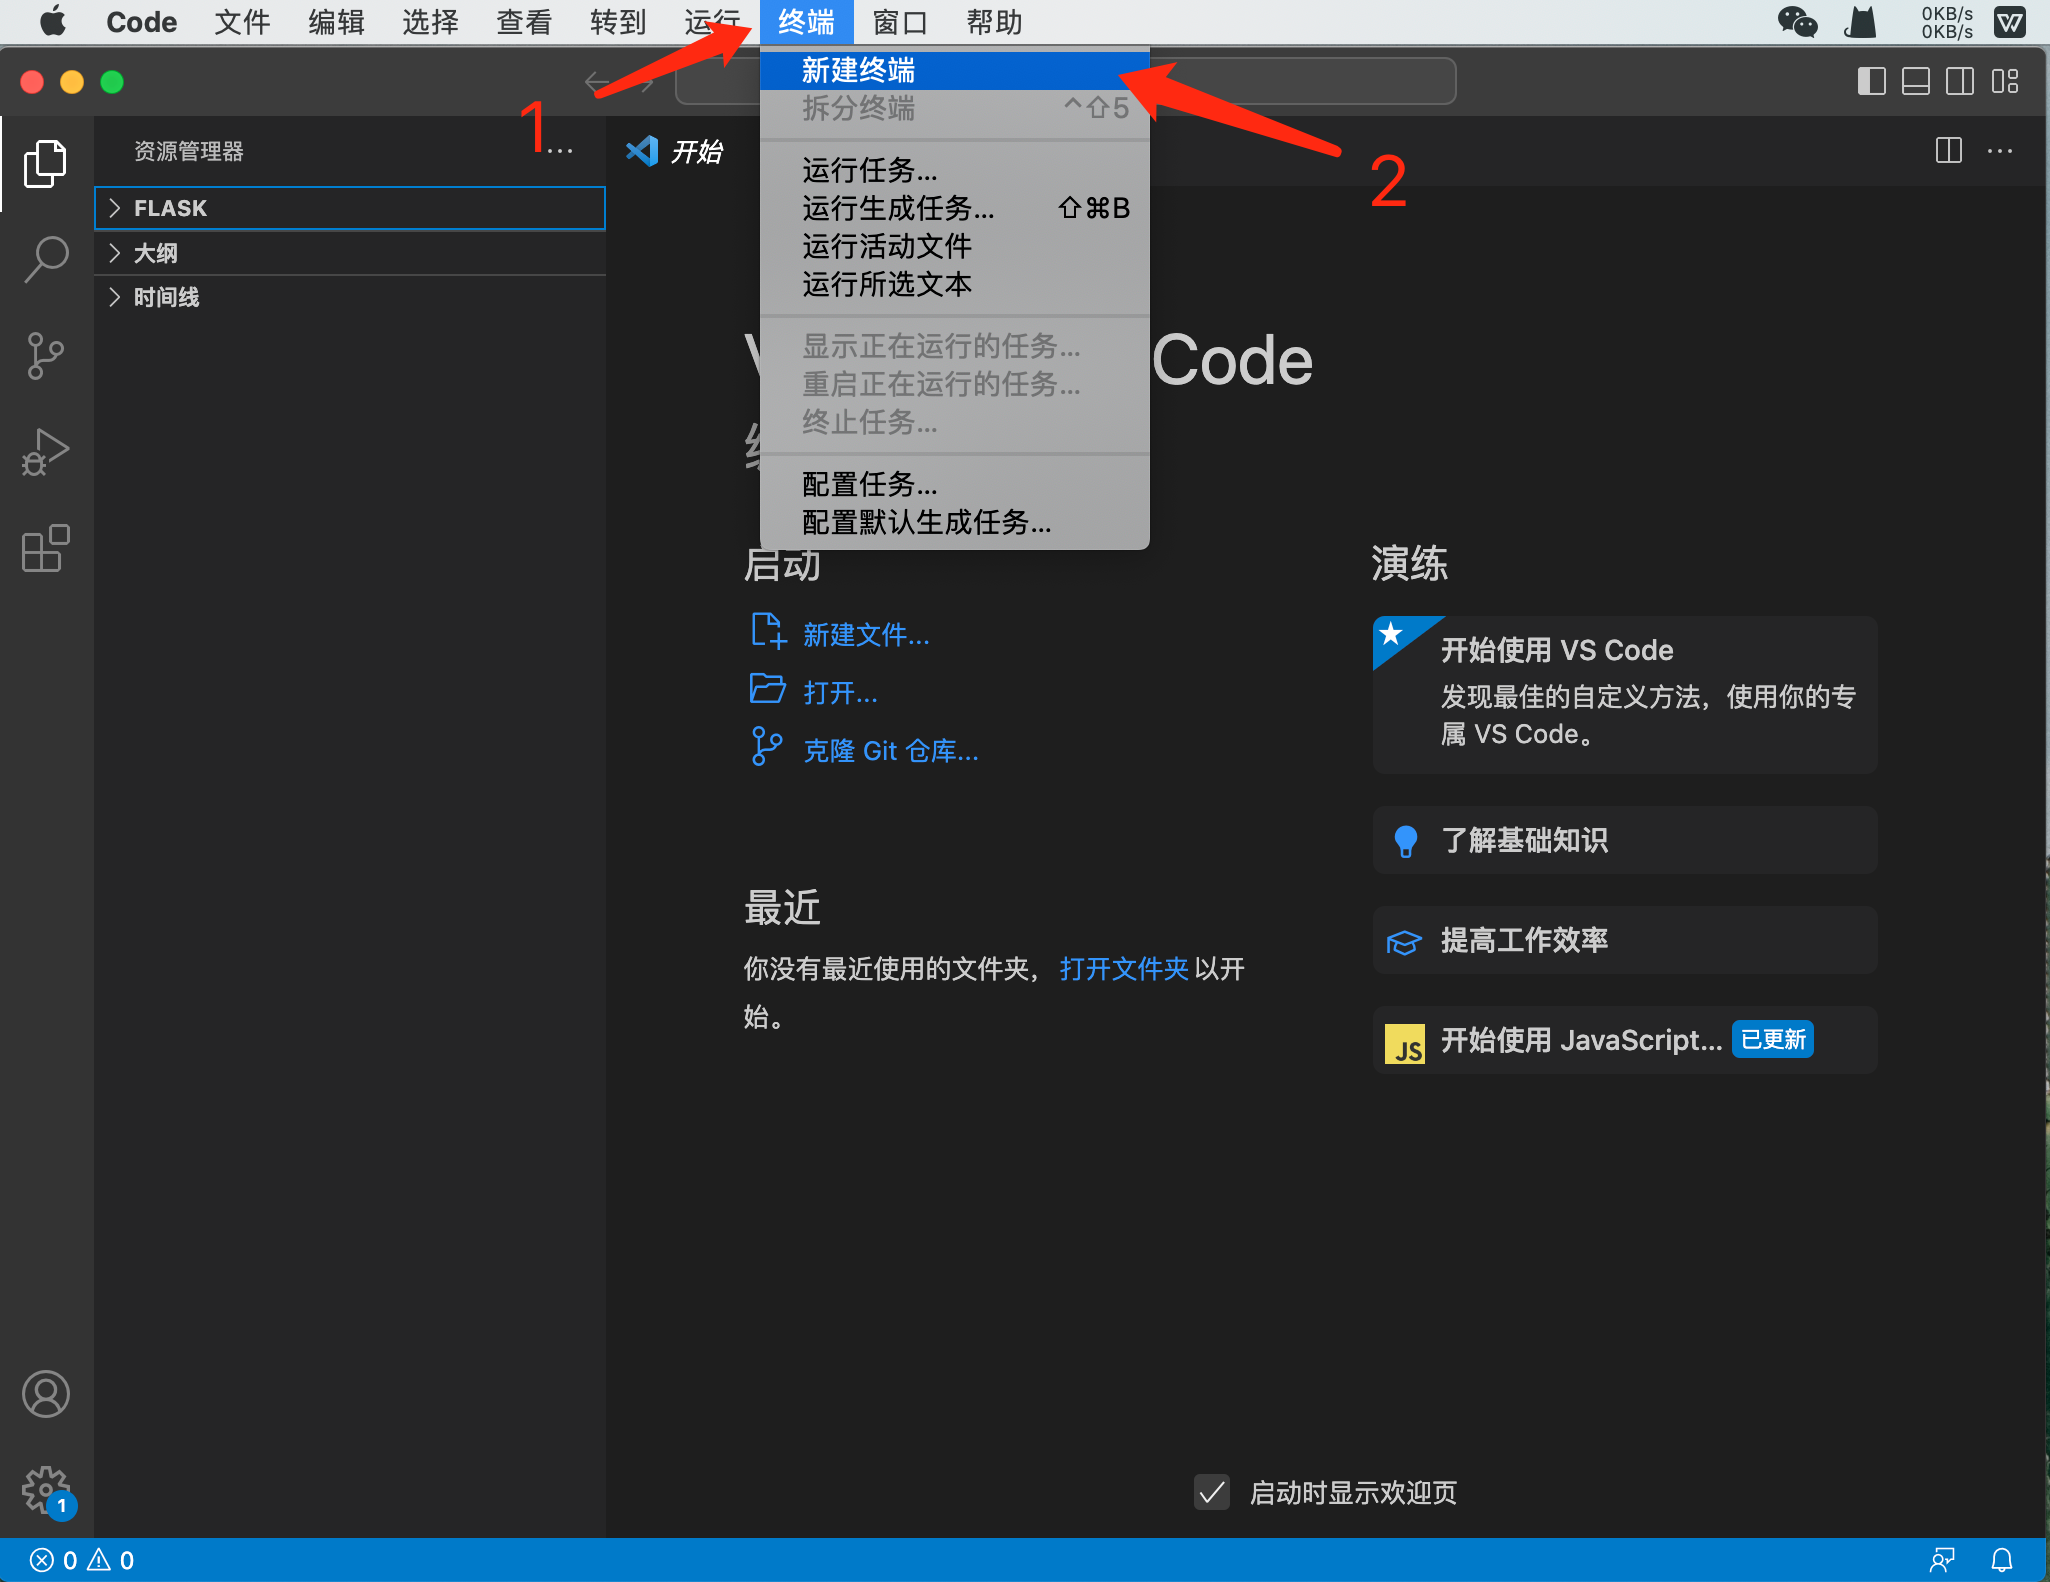 Code 文件 编辑 选择 查看 转到 运行 终端 窗口 帮助
0KB/s
0KB/s
新建终端
拆分终端 ^⇧5
运行任务...
运行生成任务... ⇧⌘B
运行活动文件
运行所选文本
显示正在运行的任务...
重启正在运行的任务...
终止任务...
配置任务...
配置默认生成任务...
1
2
资源管理器
FLASK
大纲
时间线
开始
Code
启动
新建文件...
打开...
克隆 Git 仓库...
最近
你没有最近使用的文件夹，打开文件夹以开
始。
演练
开始使用 VS Code
发现最佳的自定义方法，使用你的专
属 VS Code。
了解基础知识
提高工作效率
JS 开始使用 JavaScript... 已更新
启动时显示欢迎页
1
0 0